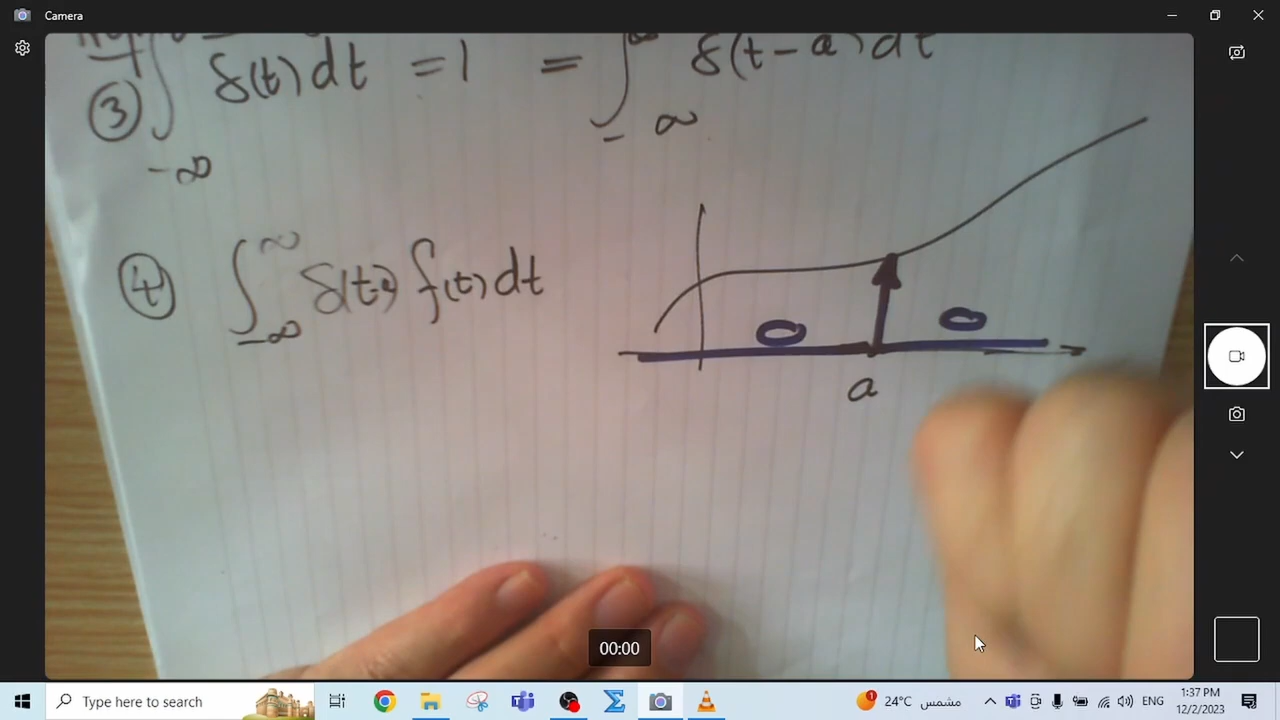 Camera
③ ∫ δ(t) dt = 1 = ∫ δ(t-a) dt
-∞
- ∞
④ ∫ ∞ -∞ δ(t-a) f(t) dt
0 0
a
00:00
Type here to search
24°C مشمس
ENG
1:37 PM
12/2/2023
1